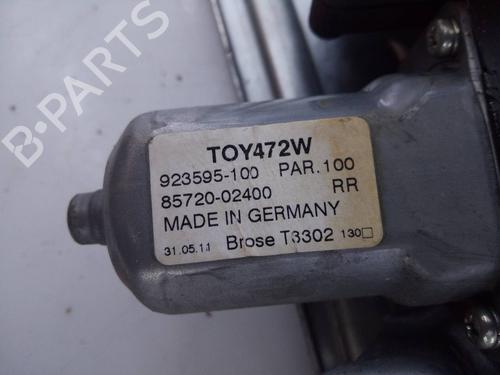 B-PARTS
TOY472W
923595-100 PAR.100
85720-02400 RR
MADE IN GERMANY
31.05.11 Brose T3302 130□